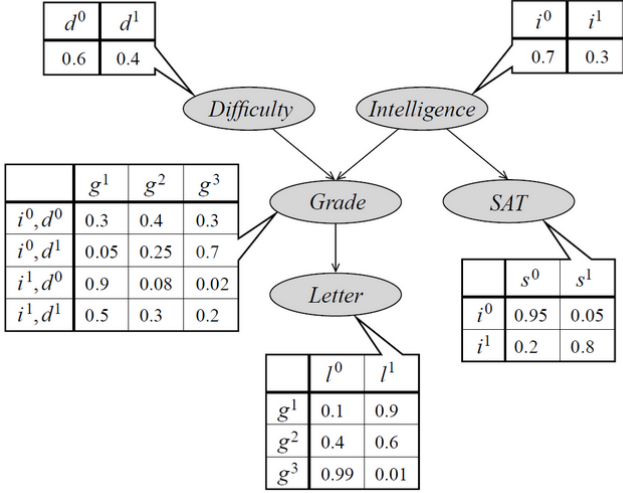 d⁰ d¹
0.6 0.4
i⁰ i¹
0.7 0.3
Difficulty
Intelligence
g¹ g² g³
i⁰,d⁰ 0.3 0.4 0.3
i⁰,d¹ 0.05 0.25 0.7
i¹,d⁰ 0.9 0.08 0.02
i¹,d¹ 0.5 0.3 0.2
Grade
SAT
Letter
s⁰ s¹
i⁰ 0.95 0.05
i¹ 0.2 0.8
l⁰ l¹
g¹ 0.1 0.9
g² 0.4 0.6
g³ 0.99 0.01